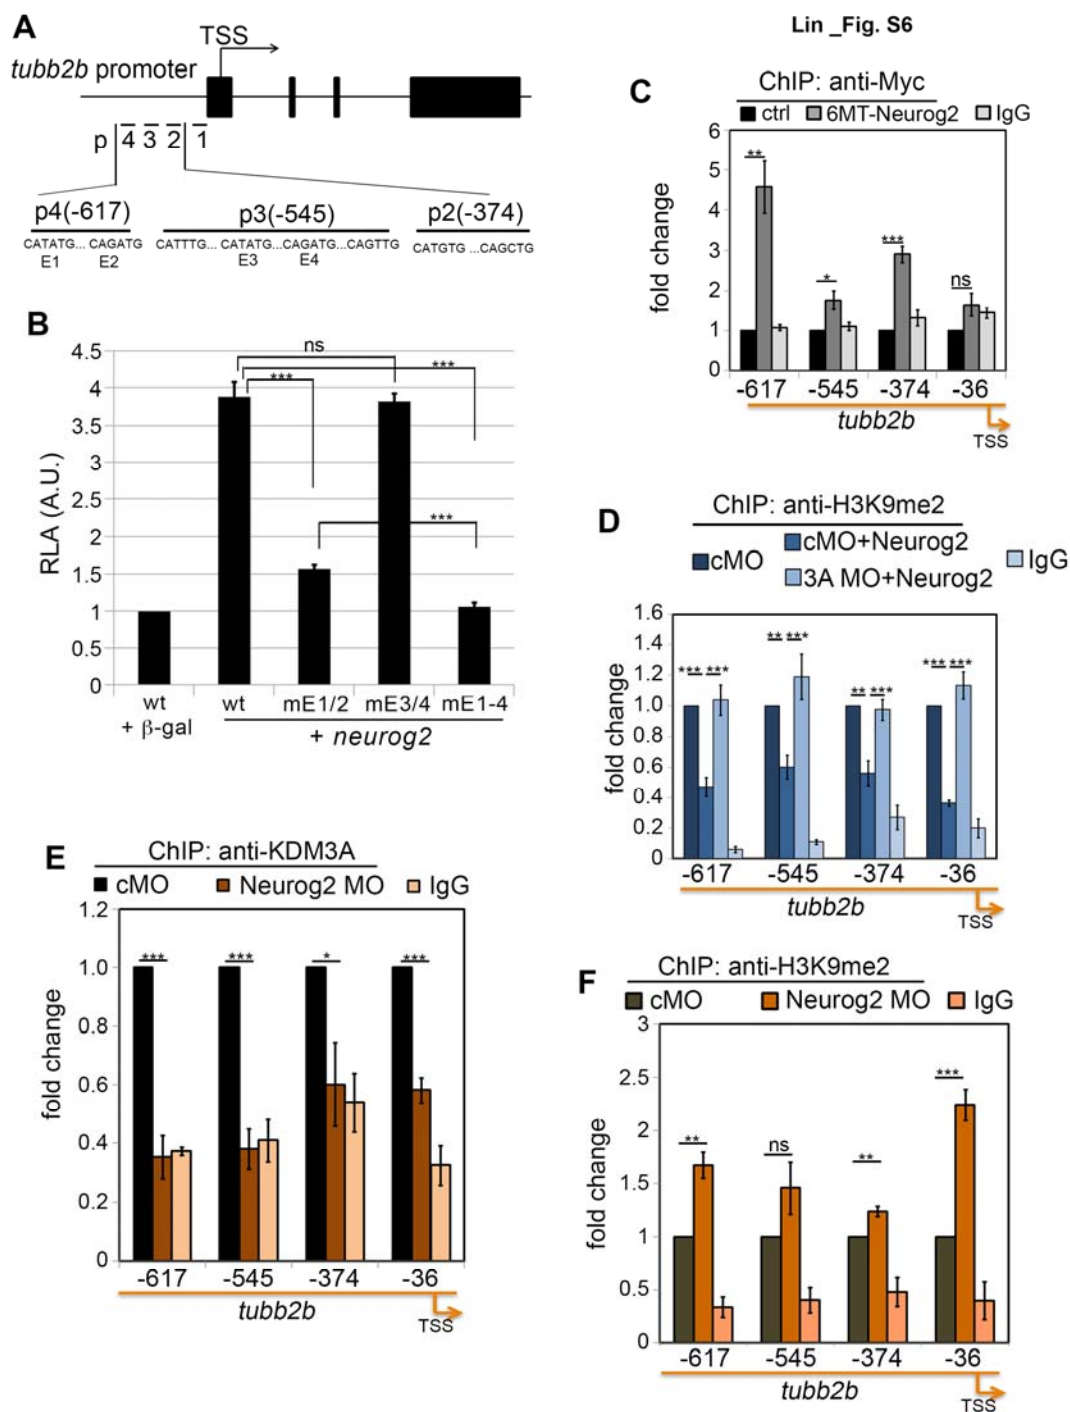 Lin _Fig. S6
A
TSS
tubb2b promoter
p 4 3 2 1
p4(-617) p3(-545) p2(-374)
CATATG... CAGATG CATTTG... CATATG...CAGATG...CAGTTG CATGTG ...CAGCTG
E1 E2 E3 E4
B
RLA (A.U.)
4.5
4
3.5
3
2.5
2
1.5
1
0.5
0
ns
***
***
***
wt wt mE1/2 mE3/4 mE1-4
+ β-gal
+ neurog2
C
ChIP: anti-Myc
ctrl 6MT-Neurog2 IgG
fold change
6
5
4
3
2
1
0
** * *** ns
-617 -545 -374 -36
tubb2b
TSS
D
ChIP: anti-H3K9me2
cMO cMO+Neurog2 IgG
3A MO+Neurog2
fold change
1.6
1.4
1.2
1.0
0.8
0.6
0.4
0.2
0
*** *** ** *** ** *** *** ***
-617 -545 -374 -36
tubb2b
TSS
E
ChIP: anti-KDM3A
cMO Neurog2 MO IgG
fold change
1.2
1.0
0.8
0.6
0.4
0.2
0
*** *** * ***
-617 -545 -374 -36
tubb2b
TSS
F
ChIP: anti-H3K9me2
cMO Neurog2 MO IgG
fold change
3
2.5
2
1.5
1
0.5
0
** ns ** ***
-617 -545 -374 -36
tubb2b
TSS